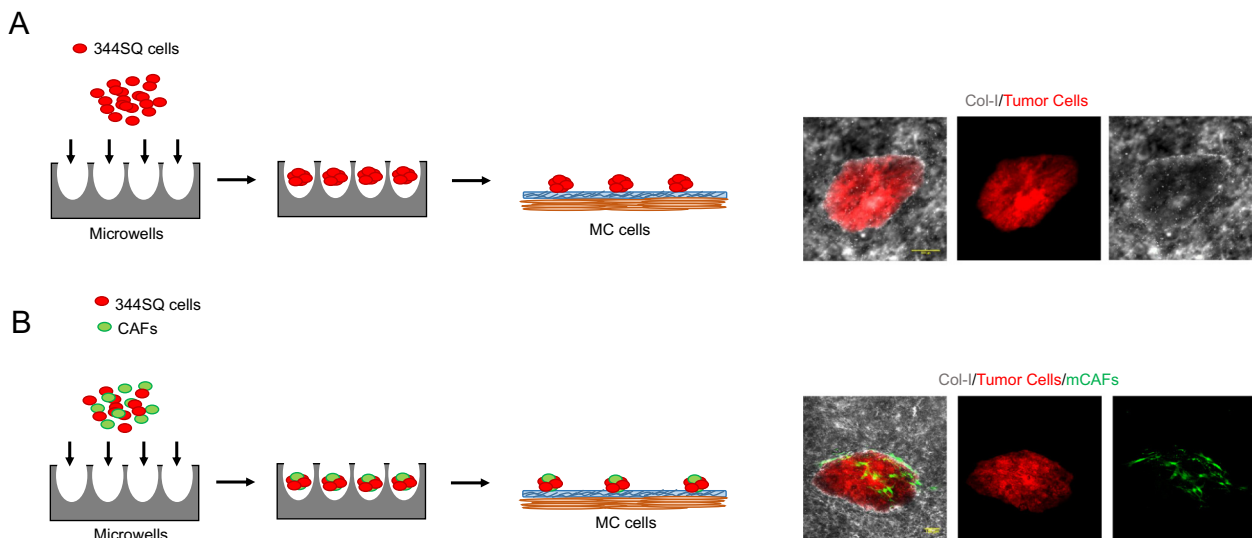 A
344SQ cells
Microwells
MC cells
Col-I/Tumor Cells
B
344SQ cells
CAFs
Microwells
MC cells
Col-I/Tumor Cells/mCAFs